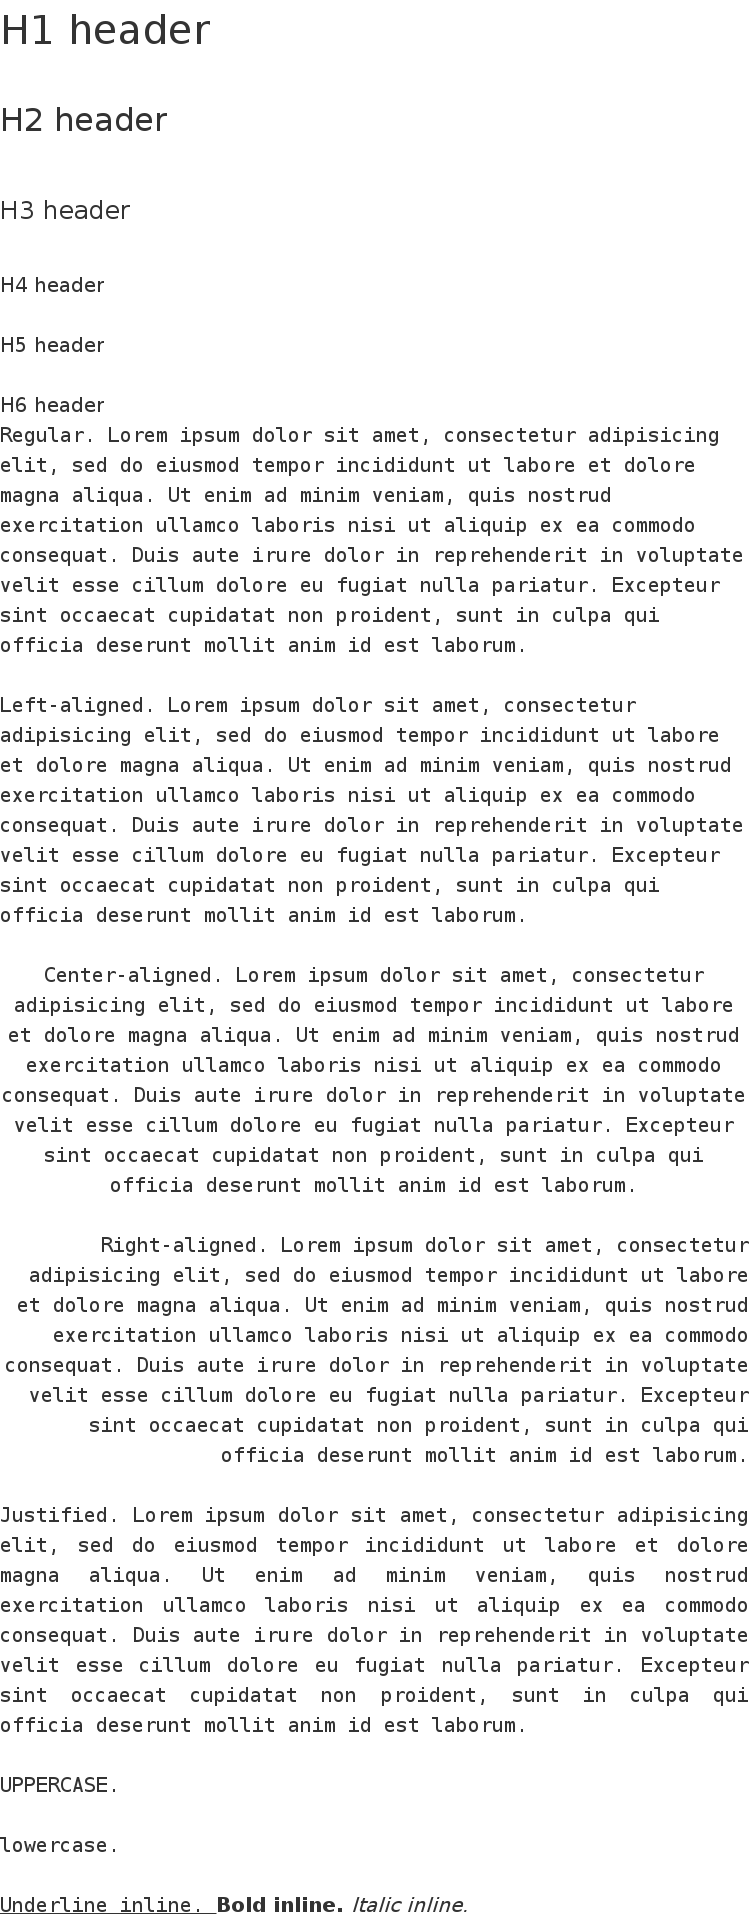 H1 header
H2 header
H3 header
H4 header
H5 header
H6 header
Regular. Lorem ipsum dolor sit amet, consectetur adipisicing
elit, sed do eiusmod tempor incididunt ut labore et dolore
magna aliqua. Ut enim ad minim veniam, quis nostrud
exercitation ullamco laboris nisi ut aliquip ex ea commodo
consequat. Duis aute irure dolor in reprehenderit in voluptate
velit esse cillum dolore eu fugiat nulla pariatur. Excepteur
sint occaecat cupidatat non proident, sunt in culpa qui
officia deserunt mollit anim id est laborum.
Left-aligned. Lorem ipsum dolor sit amet, consectetur
adipisicing elit, sed do eiusmod tempor incididunt ut labore
et dolore magna aliqua. Ut enim ad minim veniam, quis nostrud
exercitation ullamco laboris nisi ut aliquip ex ea commodo
consequat. Duis aute irure dolor in reprehenderit in voluptate
velit esse cillum dolore eu fugiat nulla pariatur. Excepteur
sint occaecat cupidatat non proident, sunt in culpa qui
officia deserunt mollit anim id est laborum.
Center-aligned. Lorem ipsum dolor sit amet, consectetur
adipisicing elit, sed do eiusmod tempor incididunt ut labore
et dolore magna aliqua. Ut enim ad minim veniam, quis nostrud
exercitation ullamco laboris nisi ut aliquip ex ea commodo
consequat. Duis aute irure dolor in reprehenderit in voluptate
velit esse cillum dolore eu fugiat nulla pariatur. Excepteur
sint occaecat cupidatat non proident, sunt in culpa qui
officia deserunt mollit anim id est laborum.
Right-aligned. Lorem ipsum dolor sit amet, consectetur
adipisicing elit, sed do eiusmod tempor incididunt ut labore
et dolore magna aliqua. Ut enim ad minim veniam, quis nostrud
exercitation ullamco laboris nisi ut aliquip ex ea commodo
consequat. Duis aute irure dolor in reprehenderit in voluptate
velit esse cillum dolore eu fugiat nulla pariatur. Excepteur
sint occaecat cupidatat non proident, sunt in culpa qui
officia deserunt mollit anim id est laborum.
Justified. Lorem ipsum dolor sit amet, consectetur adipisicing
elit, sed do eiusmod tempor incididunt ut labore et dolore
magna aliqua. Ut enim ad minim veniam, quis nostrud
exercitation ullamco laboris nisi ut aliquip ex ea commodo
consequat. Duis aute irure dolor in reprehenderit in voluptate
velit esse cillum dolore eu fugiat nulla pariatur. Excepteur
sint occaecat cupidatat non proident, sunt in culpa qui
officia deserunt mollit anim id est laborum.
UPPERCASE.
lowercase.
Underline inline. Bold inline. Italic inline.